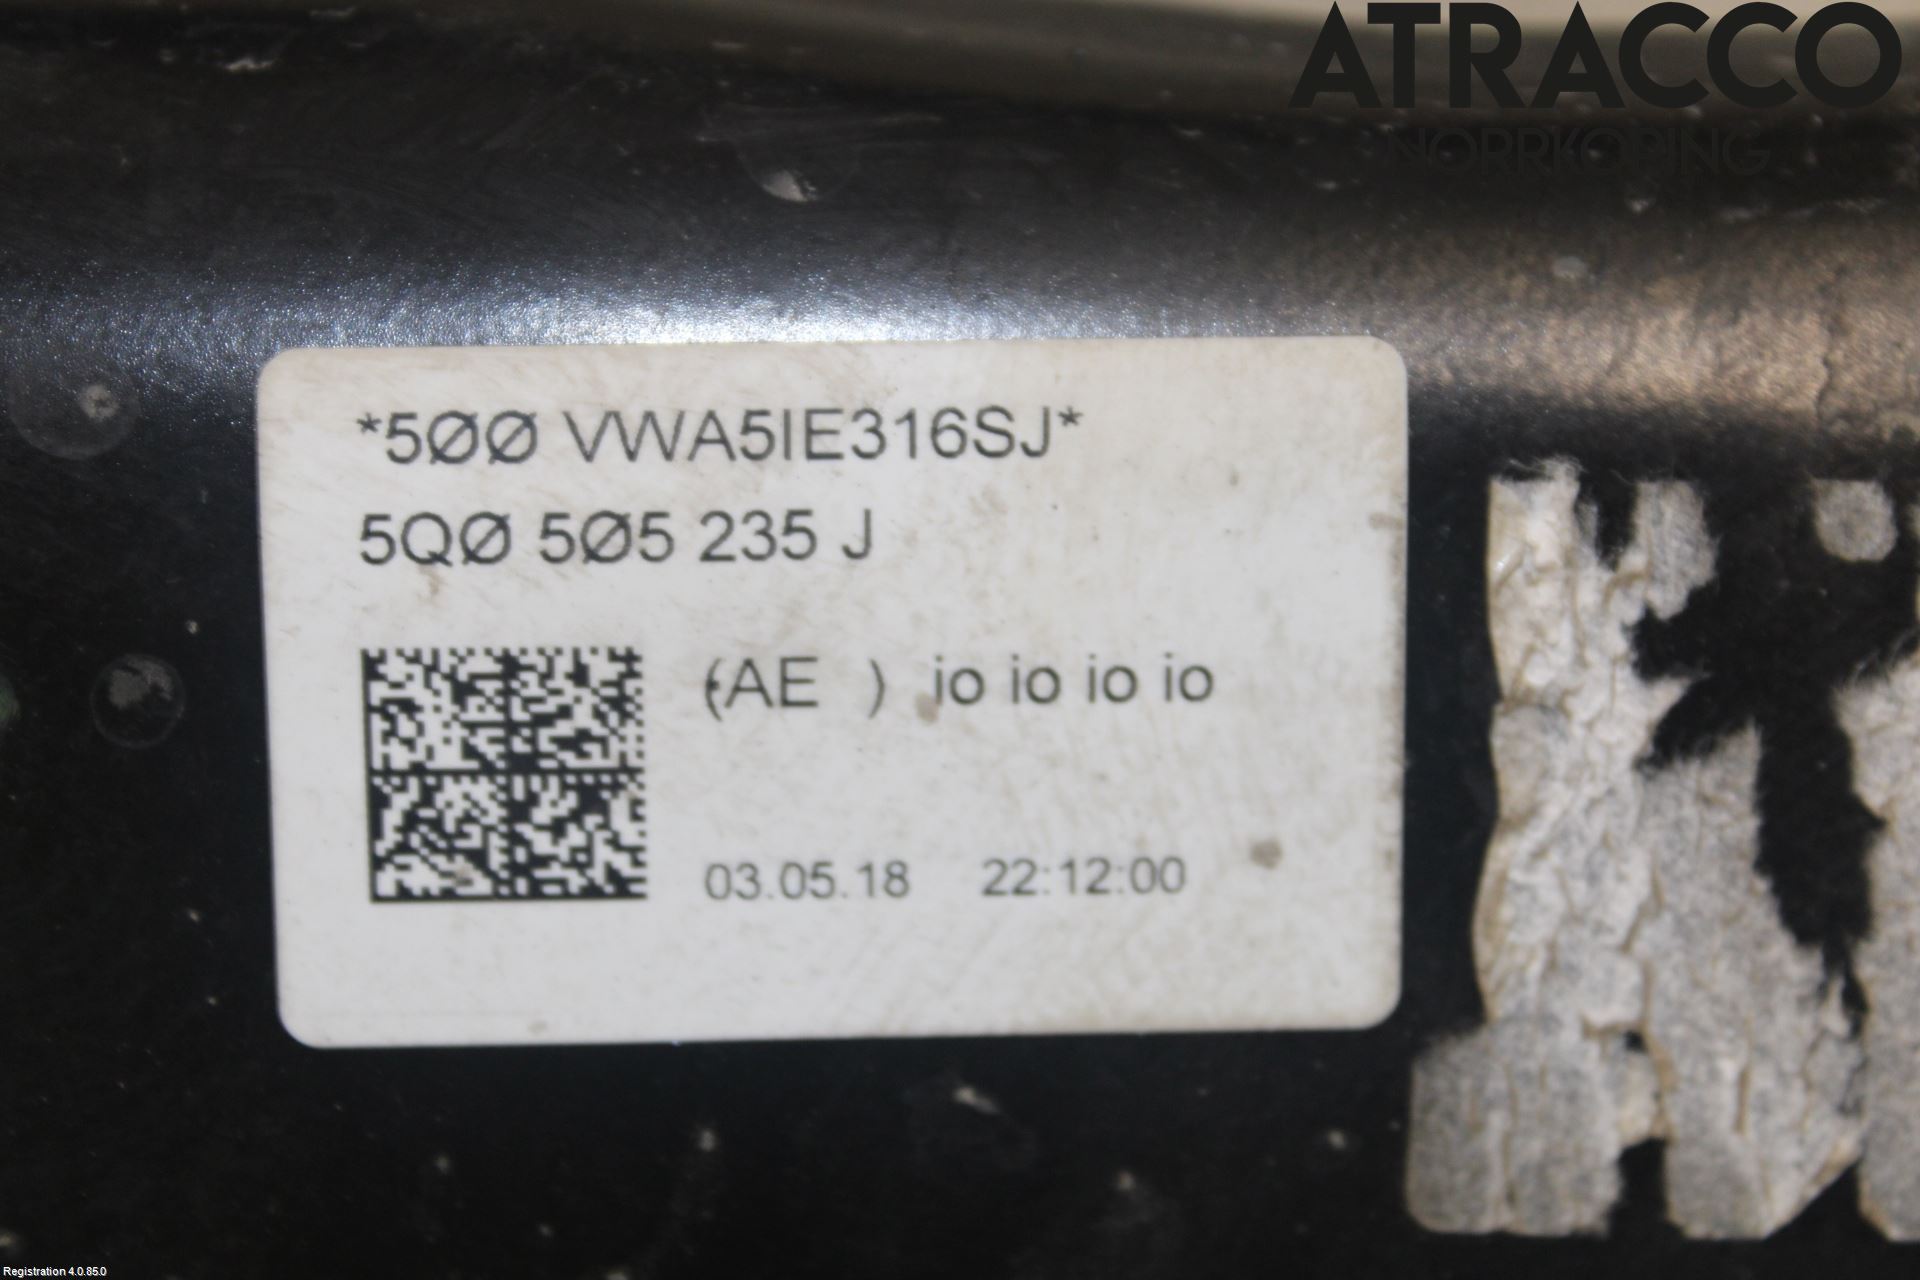 ATRACCO
NORRKÖPING
*5ØØ VWA5IE316SJ*
5QØ 5Ø5 235 J
(AE ) io io io io
03.05.18 22:12:00
Registration 4.0.85.0